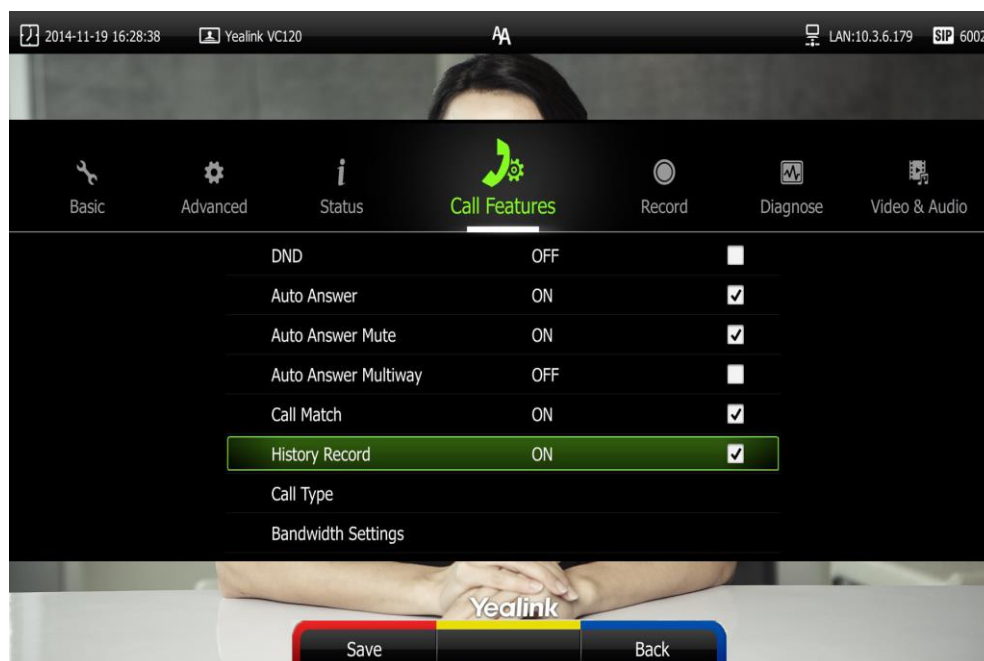 2014-11-19 16:28:38 Yealink VC120 AA LAN:10.3.6.179 SIP 6002
Basic Advanced Status Call Features Record Diagnose Video & Audio
DND OFF
Auto Answer ON
Auto Answer Mute ON
Auto Answer Multiway OFF
Call Match ON
History Record ON
Call Type
Bandwidth Settings
Yealink
Save Back